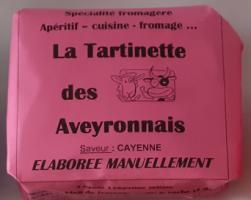 Spécialité fromagère
Apéritif – cuisine - fromage ...
La Tartinette
des
Aveyronnais
Saveur : CAYENNE
ELABOREE MANUELLEMENT